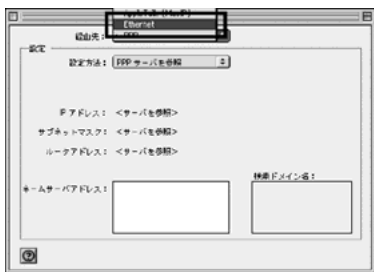 AppleTalk (MacIP)
Ethernet
経由先： PPP
設定
設定方法： PPP サーバを参照
IP アドレス： <サーバを参照>
サブネットマスク： <サーバを参照>
ルータアドレス： <サーバを参照>
検索ドメイン名：
ネームサーバアドレス：
?